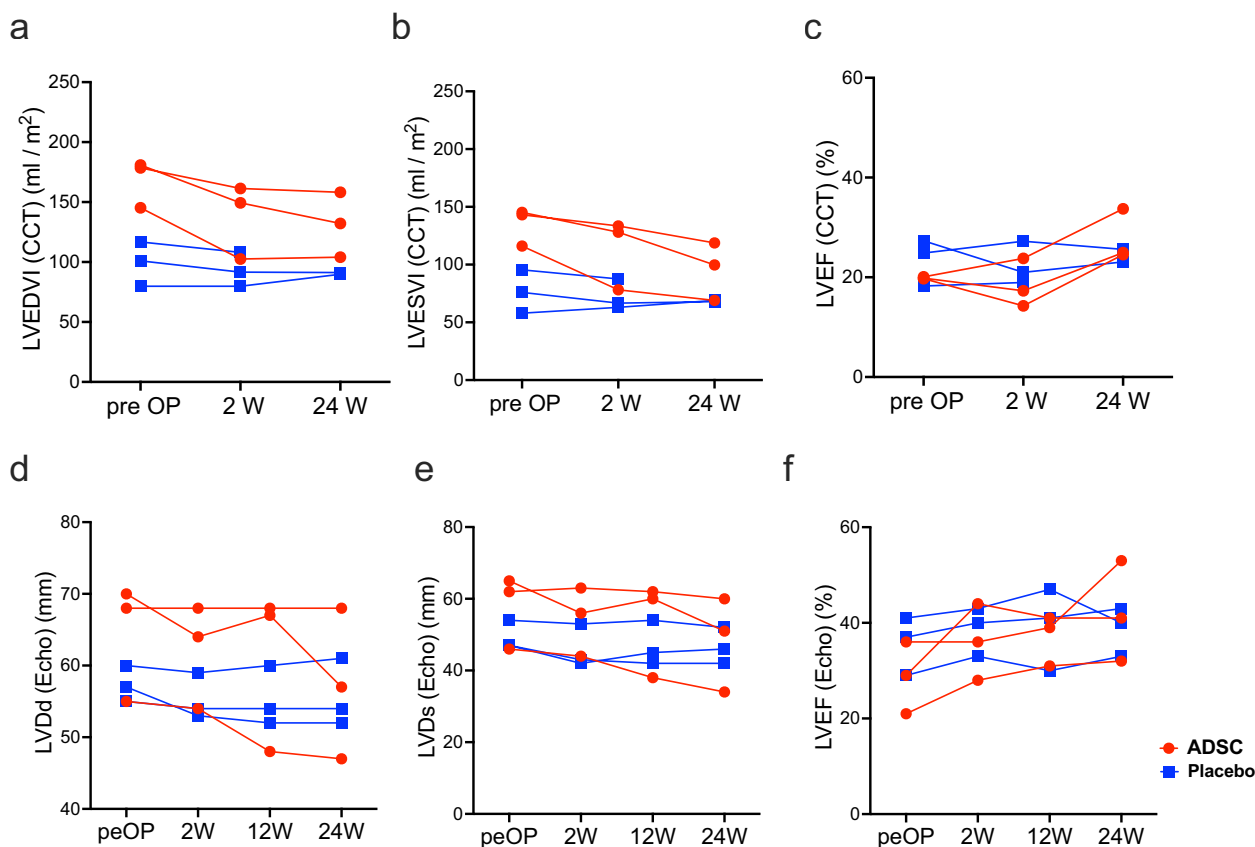 a
LVEDVI (CCT) (ml / m²)
250
200
150
100
50
0
pre OP 2 W 24 W
b
LVESVI (CCT) (ml / m²)
250
200
150
100
50
0
pre OP 2 W 24 W
c
LVEF (CCT) (%)
60
40
20
0
pre OP 2 W 24 W
d
LVDd (Echo) (mm)
80
70
60
50
40
peOP 2W 12W 24W
e
LVDs (Echo) (mm)
80
60
40
20
0
peOP 2W 12W 24W
f
LVEF (Echo) (%)
60
40
20
0
peOP 2W 12W 24W
ADSC
Placebo